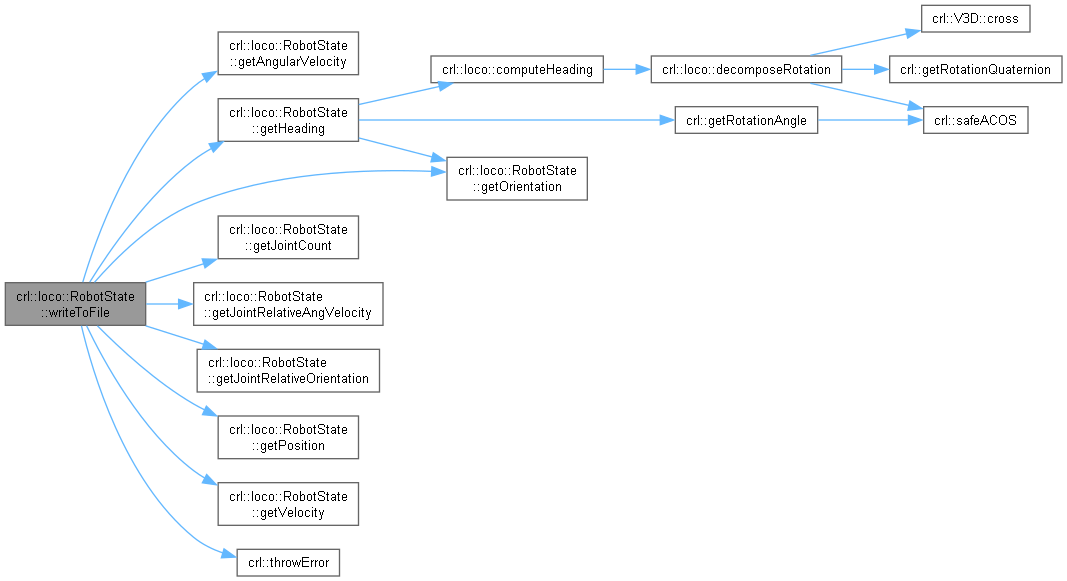 crl::loco::RobotState
::writeToFile
crl::loco::RobotState
::getAngularVelocity
crl::loco::RobotState
::getHeading
crl::loco::computeHeading
crl::loco::decomposeRotation
crl::V3D::cross
crl::getRotationQuaternion
crl::safeACOS
crl::getRotationAngle
crl::loco::RobotState
::getOrientation
crl::loco::RobotState
::getJointCount
crl::loco::RobotState
::getJointRelativeAngVelocity
crl::loco::RobotState
::getJointRelativeOrientation
crl::loco::RobotState
::getPosition
crl::loco::RobotState
::getVelocity
crl::throwError